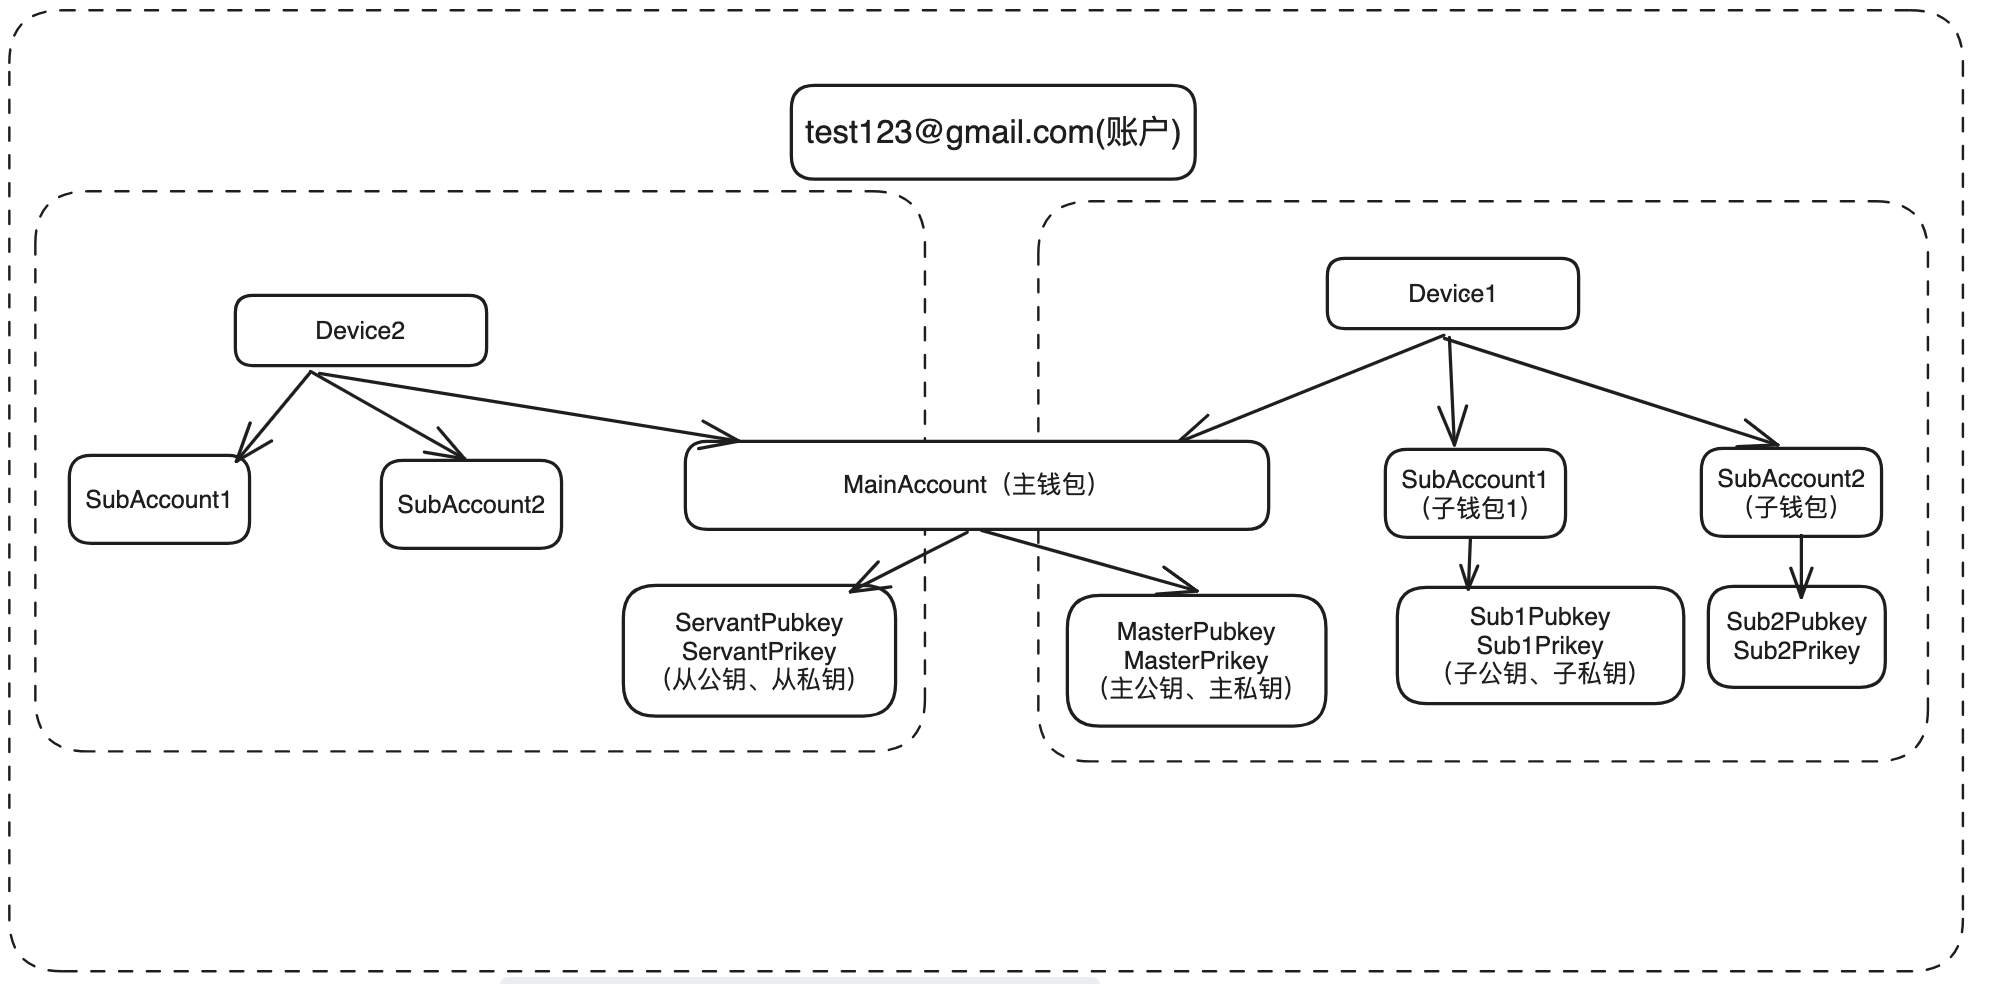 test123@gmail.com(账户)
Device2
Device1
SubAccount1
SubAccount2
MainAccount（主钱包）
SubAccount1
（子钱包1）
SubAccount2
（子钱包）
ServantPubkey
ServantPrikey
（从公钥、从私钥）
MasterPubkey
MasterPrikey
（主公钥、主私钥）
Sub1Pubkey
Sub1Prikey
（子公钥、子私钥）
Sub2Pubkey
Sub2Prikey